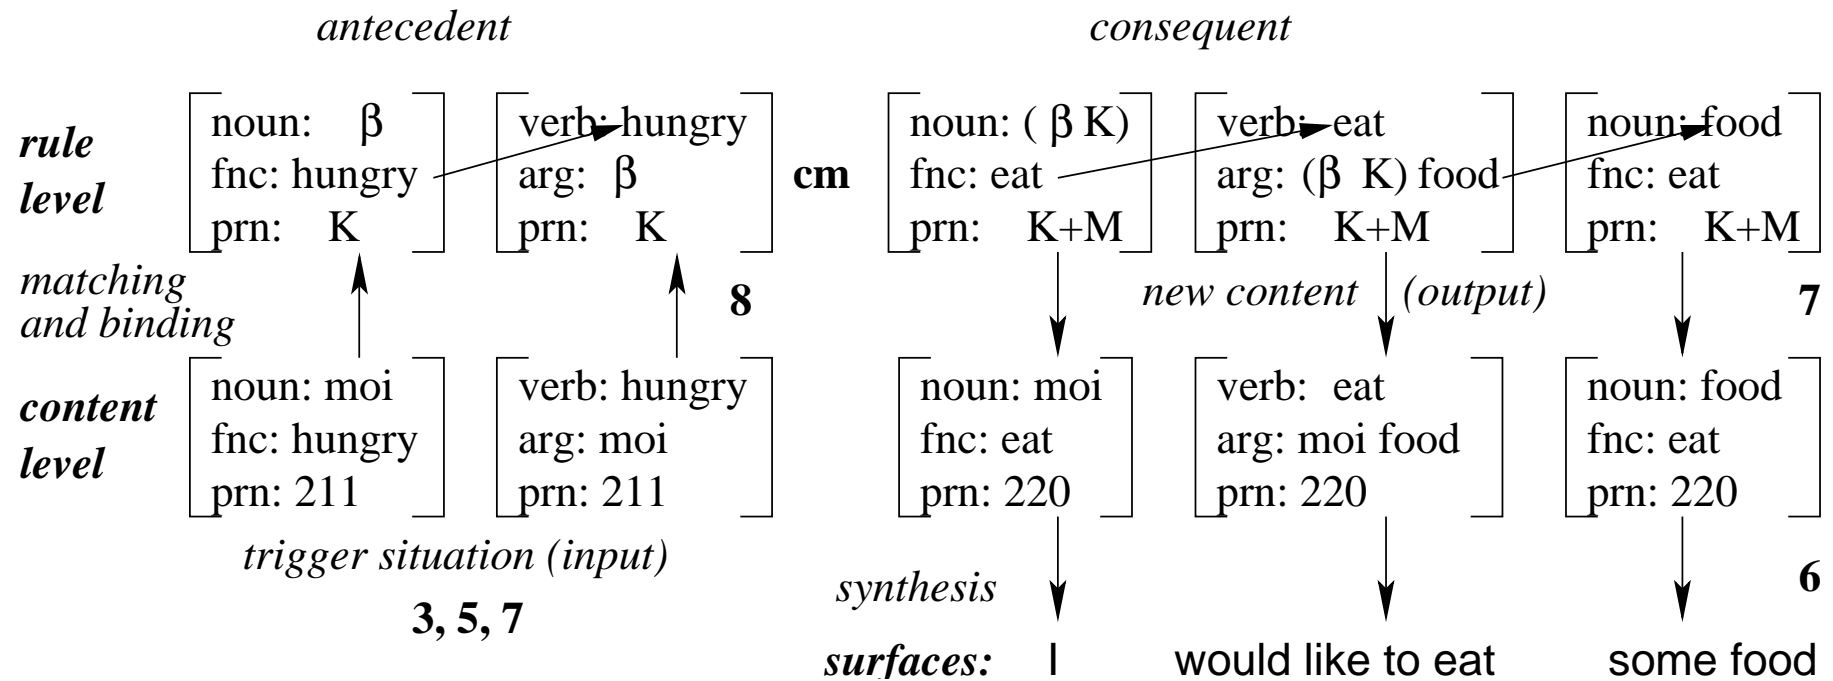 antecedent
consequent
rule level
noun: β
fnc: hungry
prn: K
verb: hungry
arg: β
prn: K
cm
noun: ( β K)
fnc: eat
prn: K+M
verb: eat
arg: (β K) food
prn: K+M
noun: food
fnc: eat
prn: K+M
matching
and binding
8
new content (output)
7
content
level
noun: moi
fnc: hungry
prn: 211
verb: hungry
arg: moi
prn: 211
noun: moi
fnc: eat
prn: 220
verb: eat
arg: moi food
prn: 220
noun: food
fnc: eat
prn: 220
trigger situation (input)
3, 5, 7
synthesis
6
surfaces: I would like to eat some food